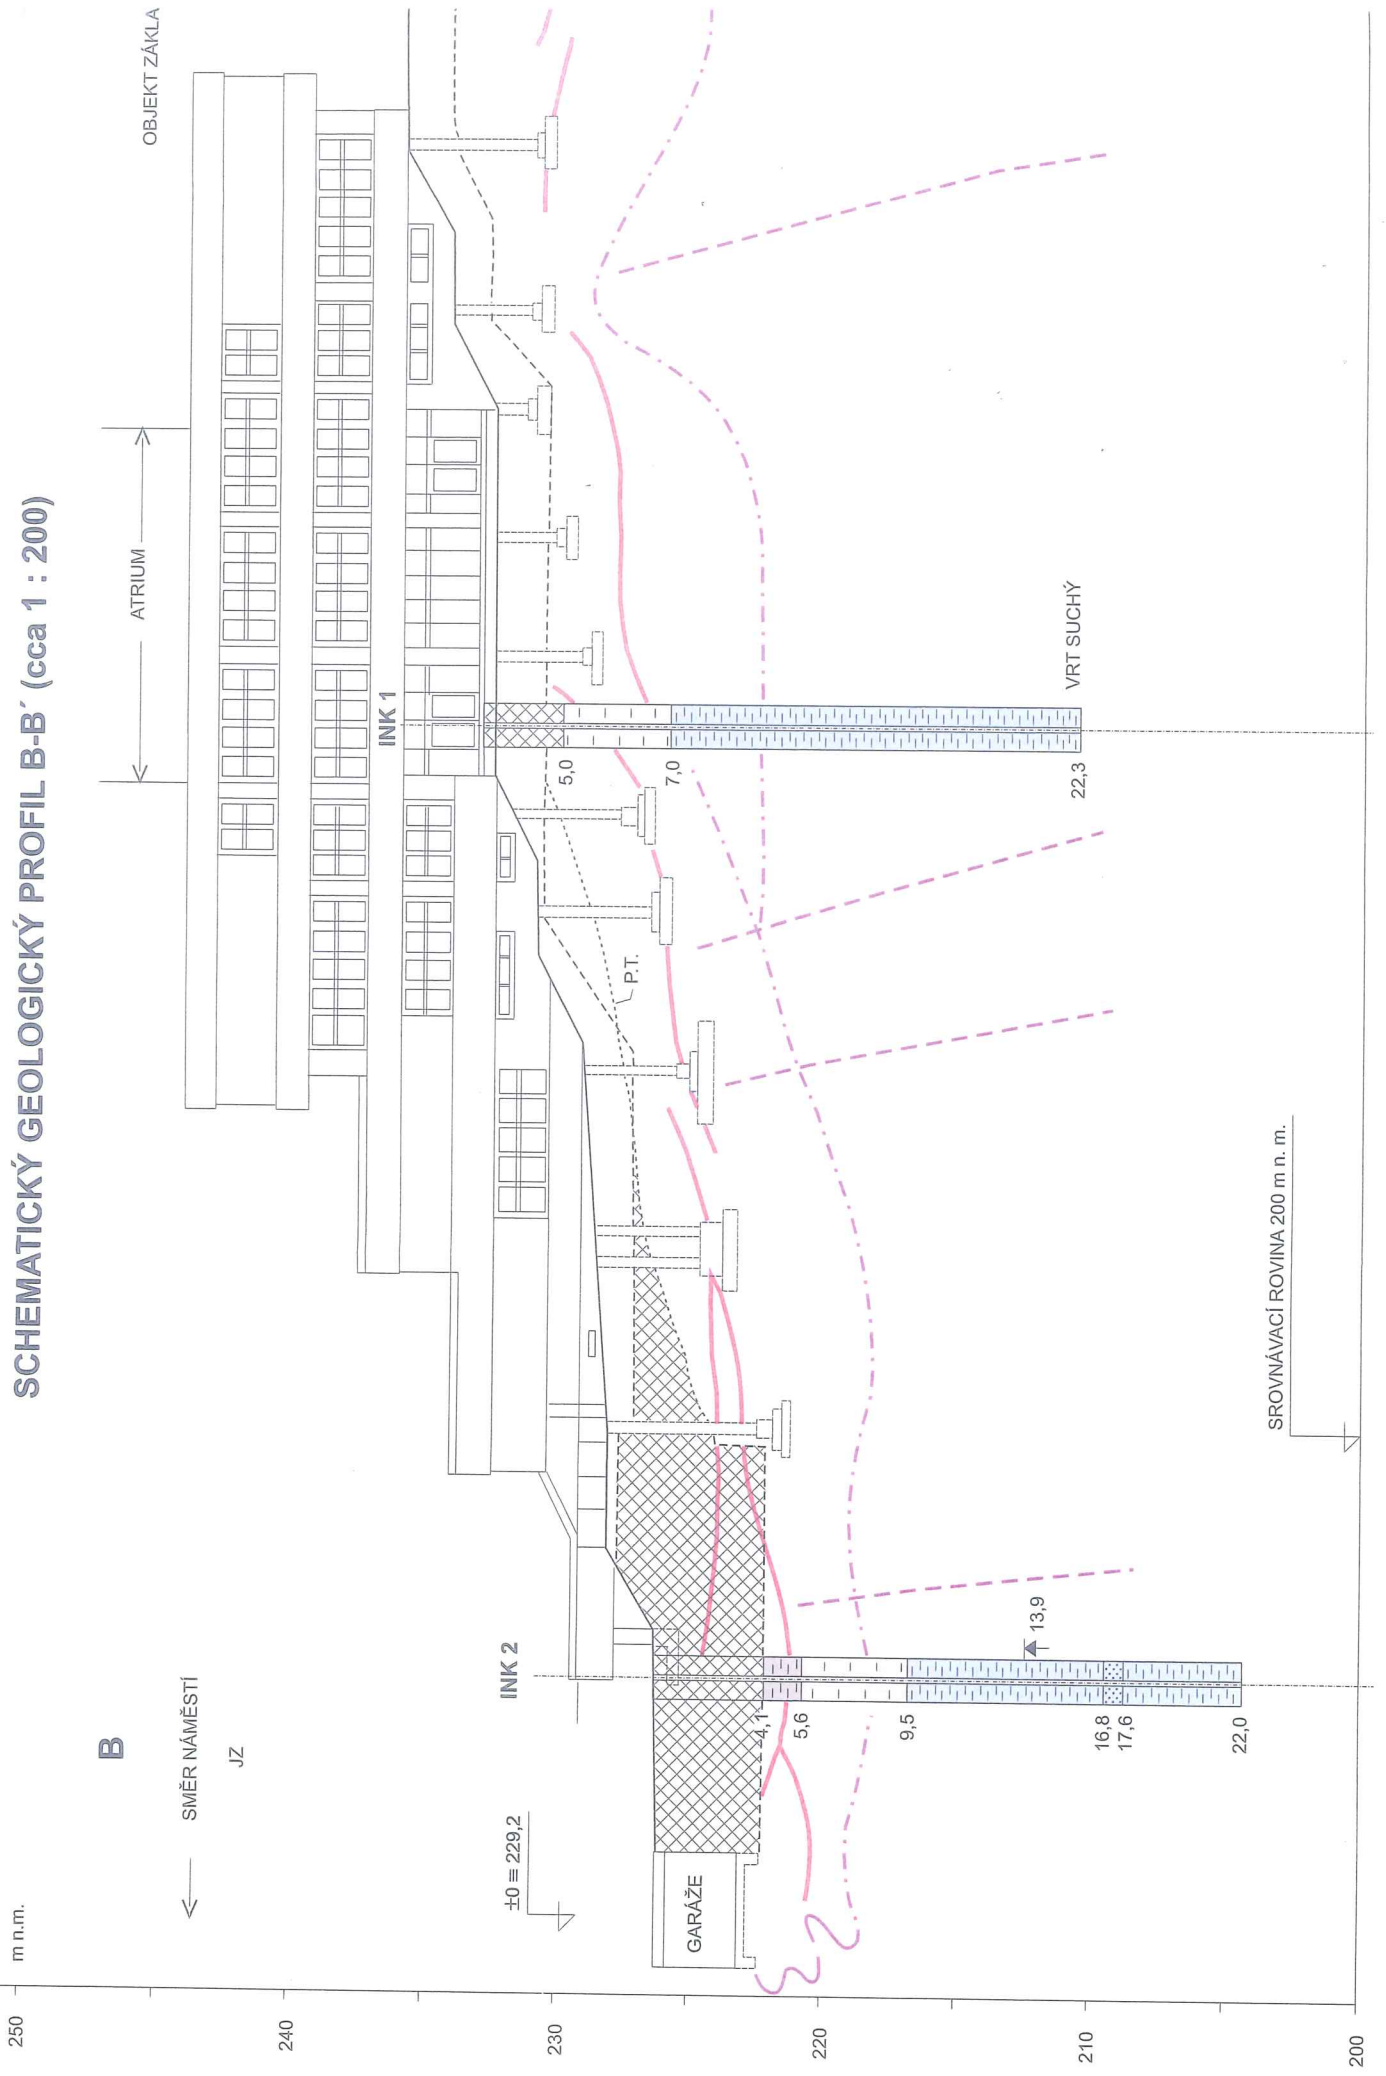 SCHEMATICKÝ GEOLOGICKÝ PROFIL B-B´ (cca 1 : 200)
m n.m.
250
240
230
220
210
200
B
SMĚR NÁMĚSTÍ
JZ
±0 ≡ 229,2
GARÁŽE
INK 2
4,1
5,6
9,5
16,8
17,6
22,0
13,9
SROVNÁVACÍ ROVINA 200 m n. m.
P.T.
ATRIUM
INK 1
5,0
7,0
22,3
VRT SUCHÝ
OBJEKT ZÁKLA